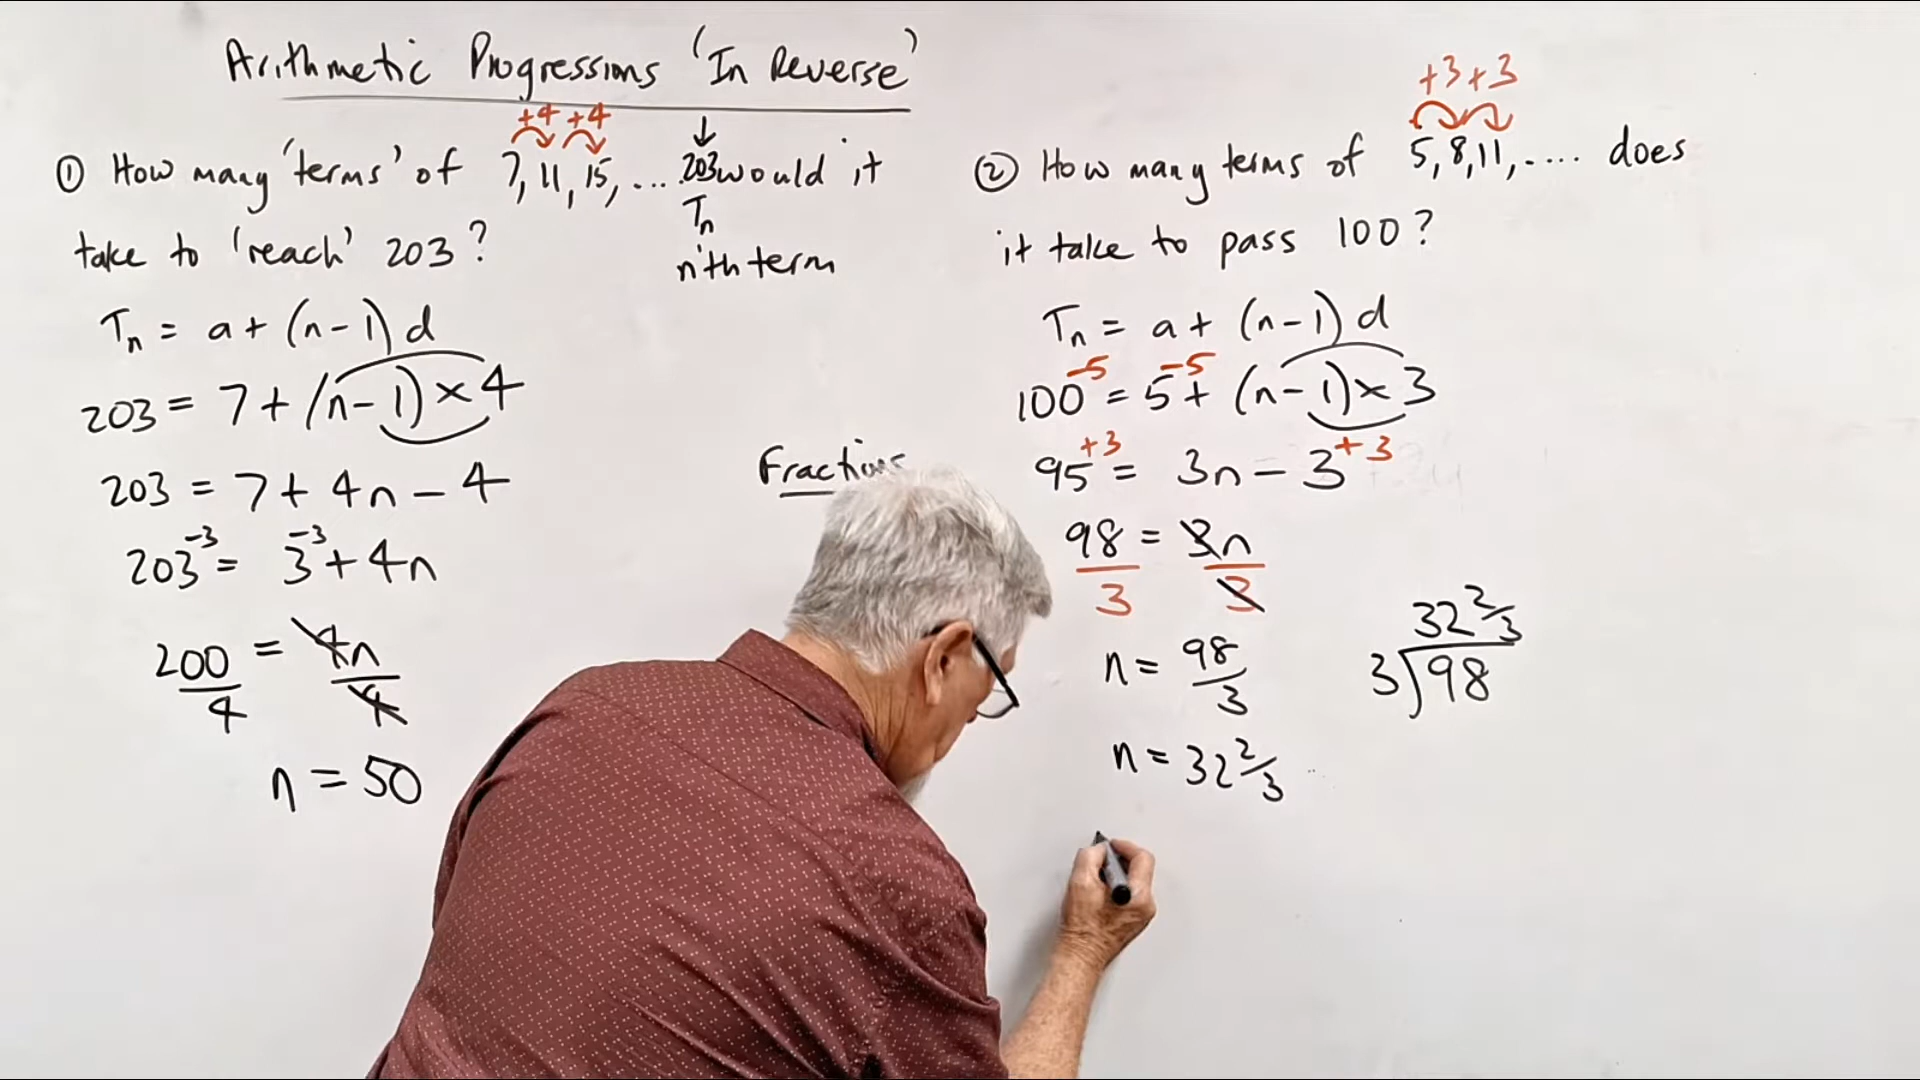 Arithmetic Progressions 'In Reverse'
+4 +4
① How many 'terms' of 7, 11, 15, ... 203 would it
Tn
take to 'reach' 203?
n'th term
Tn = a + (n-1) d
203 = 7 + (n-1) × 4
203 = 7 + 4n - 4
203 -3 = 3 -3 + 4n
200/4 = 4n/4
n = 50
+3 +3
② How many terms of 5, 8, 11, .... does
it take to pass 100?
Tn = a + (n-1) d
100 -5 = 5 -5 + (n-1) × 3
95 +3 = 3n - 3 +3
98/3 = 3n/3
n = 98/3
n = 32 2/3
32 2/3
3)98